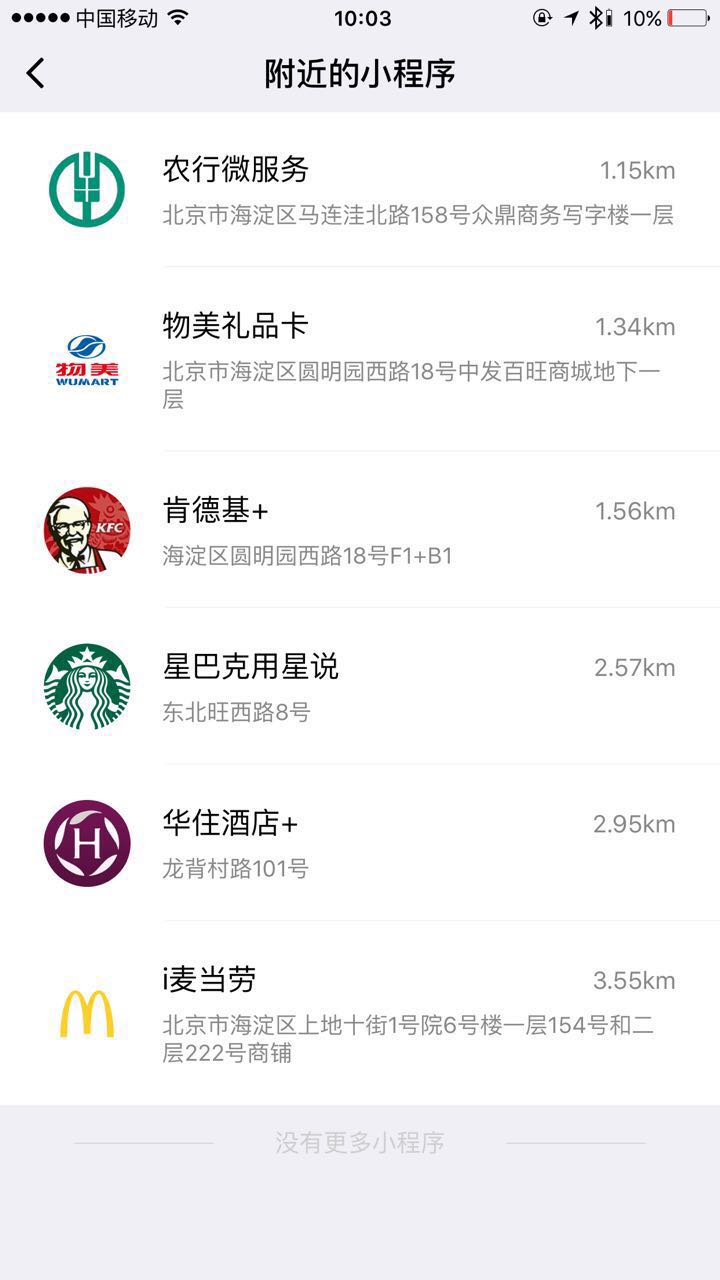 中国移动 10:03 10%
附近的小程序
农行微服务 1.15km
北京市海淀区马连洼北路158号众鼎商务写字楼一层
物美礼品卡 1.34km
北京市海淀区圆明园西路18号中发百旺商城地下一
层
物美
WUMART
肯德基+ 1.56km
KFC
海淀区圆明园西路18号F1+B1
星巴克用星说 2.57km
东北旺西路8号
华住酒店+ 2.95km
H
龙背村路101号
i麦当劳 3.55km
北京市海淀区上地十街1号院6号楼一层154号和二
层222号商铺
没有更多小程序